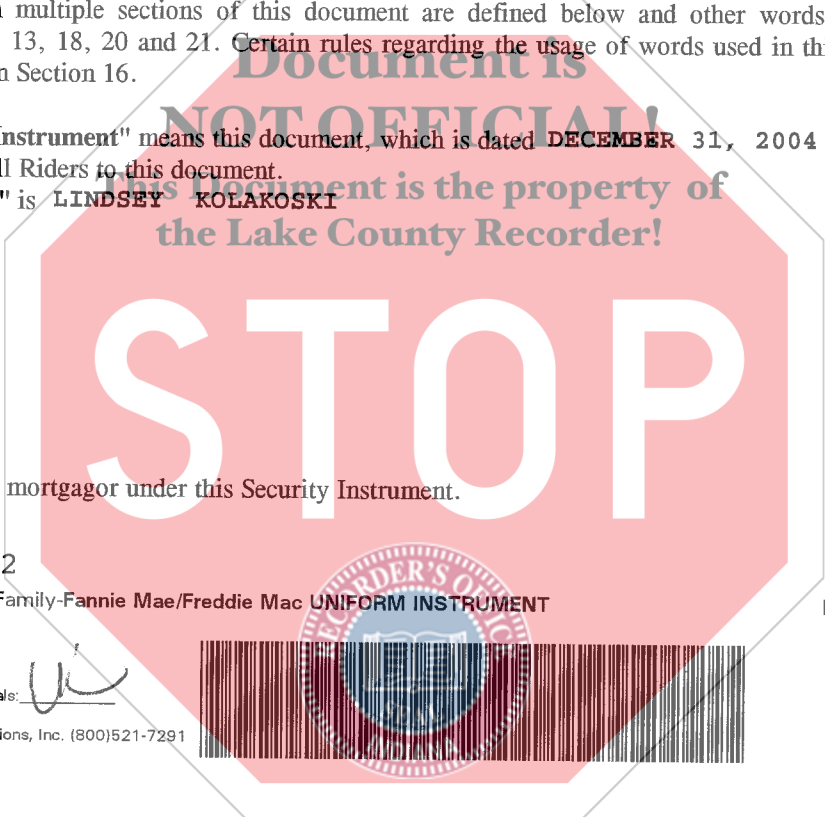 multiple sections of this document are defined below and other words
13, 18, 20 and 21. Certain rules regarding the usage of words used in
Section 16.
Document is
NOT OFFICIAL!
Instrument" means this document, which is dated DECEMBER 31, 2004
Riders to this document.
This Document is the property of
" is LINDSEY KOLAKOSKI
the Lake County Recorder!
STOP
mortgagor under this Security Instrument.
2
Family-Fannie Mae/Freddie Mac UNIFORM INSTRUMENT
RECORDER'S OFFICE
SEAL
INDIANA
ions, Inc. (800)521-7291